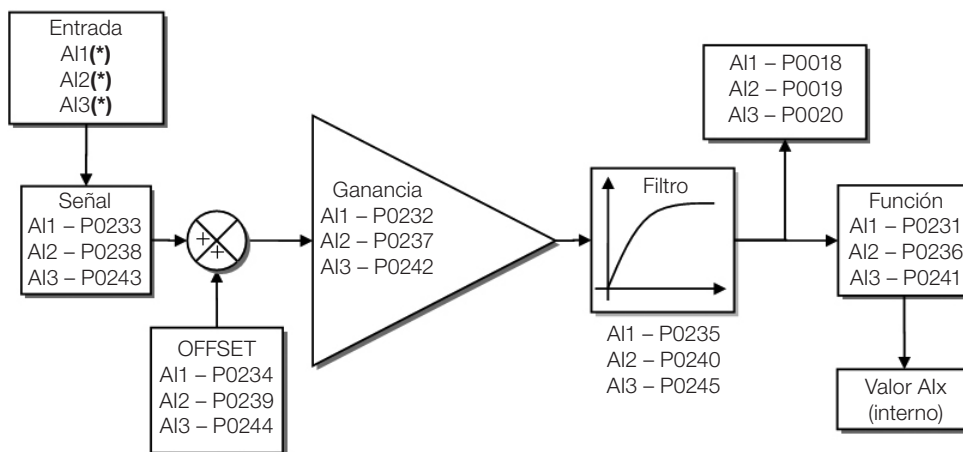 Entrada
AI1(*)
AI2(*)
AI3(*)
Señal
AI1 – P0233
AI2 – P0238
AI3 – P0243
+
+
OFFSET
AI1 – P0234
AI2 – P0239
AI3 – P0244
Ganancia
AI1 – P0232
AI2 – P0237
AI3 – P0242
Filtro
AI1 – P0235
AI2 – P0240
AI3 – P0245
AI1 – P0018
AI2 – P0019
AI3 – P0020
Función
AI1 – P0231
AI2 – P0236
AI3 – P0241
Valor AIx
(interno)